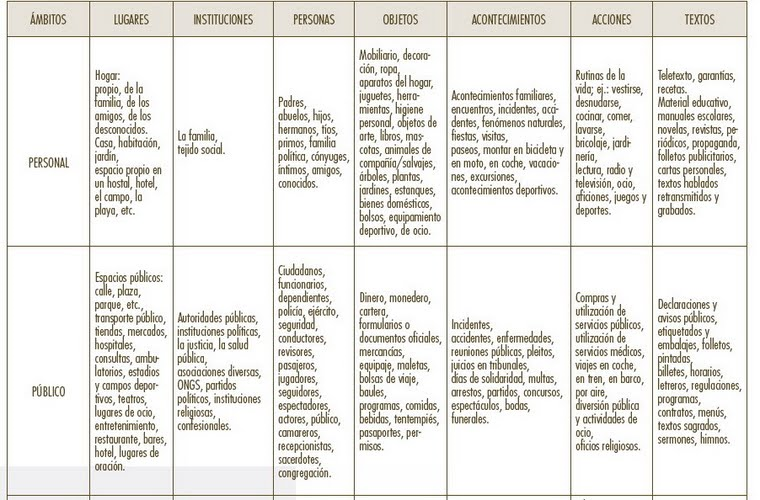 ÁMBITOS
LUGARES
INSTITUCIONES
PERSONAS
OBJETOS
ACONTECIMIENTOS
ACCIONES
TEXTOS
PERSONAL
Hogar:
propio, de la
familia, de los
amigos, de los
desconocidos.
Casa, habitación,
jardín,
espacio propio en
un hostal, hotel,
el campo, la
playa, etc.
La familia,
tejido social.
Padres,
abuelos, hijos,
hermanos, tíos,
primos, familia
política, cónyuges,
íntimos, amigos,
conocidos.
Mobiliario, decora-
ción, ropa,
aparatos del hogar,
juguetes, herra-
mientas, higiene
personal, objetos de
arte, libros, mas-
cotas, animales de
compañía/salvajes,
árboles, plantas,
jardines, estanques,
bienes domésticos,
bolsos, equipamiento
deportivo, de ocio.
Acontecimientos familiares,
encuentros, incidentes, acci-
dentes, fenómenos naturales,
fiestas, visitas,
paseos, montar en bicicleta y
en moto, en coche, vacacio-
nes, excursiones,
acontecimientos deportivos.
Rutinas de la
vida; ej.: vestirse,
desnudarse,
cocinar, comer,
lavarse,
bricolaje, jardi-
nería,
lectura, radio y
televisión, ocio,
aficiones, juegos y
deportes.
Teletexto, garantías,
recetas.
Material educativo,
manuales escolares,
novelas, revistas, pe-
riódicos, propaganda,
folletos publicitarios,
cartas personales,
textos hablados
retransmitidos y
grabados.
PÚBLICO
Espacios públicos:
calle, plaza,
parque, etc.,
transporte público,
tiendas, mercados,
hospitales,
consultas, ambu-
latorios, estadios
y campos depor-
tivos, teatros,
lugares de ocio,
entretenimiento,
restaurante, bares,
hotel, lugares de
oración.
Autoridades públicas,
instituciones políticas,
la justicia, la salud
pública,
asociaciones diversas,
ONGS, partidos
políticos, instituciones
religiosas,
confesionales.
Ciudadanos,
funcionarios,
dependientes,
policía, ejército,
seguridad,
conductores,
revisores,
pasajeros,
jugadores,
seguidores,
espectadores,
actores, público,
camareros,
recepcionistas,
sacerdotes,
congregación.
Dinero, monedero,
cartera,
formularios o
documentos oficiales,
mercancías,
equipaje, maletas,
bolsas de viaje,
baules,
programas, comidas,
bebidas, tentempiés,
pasaportes, per-
misos.
Incidentes,
accidentes, enfermedades,
reuniones públicas, pleitos,
juicios en tribunales,
días de solidaridad, multas,
arrestos, partidos, concursos,
espectáculos, bodas,
funerales.
Compras y
utilización de
servicios públicos,
utilización de
servicios médicos,
viajes en coche,
en tren, en barco,
por aire,
diversión pública
y actividades de
ocio,
oficios religiosos.
Declaraciones y
avisos públicos,
etiquetados y
embalajes, folletos,
pintadas,
billetes, horarios,
letreros, regulaciones,
programas,
contratos, menús,
textos sagrados,
sermones, himnos.